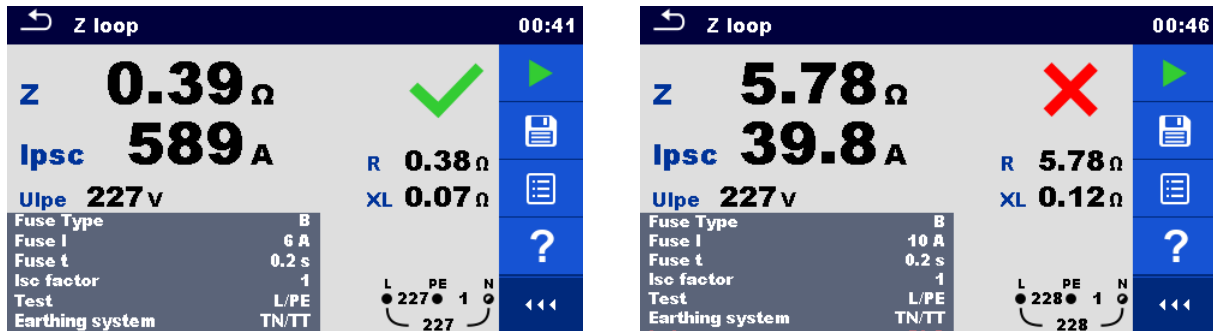 Z loop 00:41
Z 0.39 Ω
Ipsc 589 A
R 0.38 Ω
Ulpe 227 V
XL 0.07 Ω
Fuse Type B
Fuse I 6 A
Fuse t 0.2 s
Isc factor 1
Test L/PE
Earthing system TN/TT
?
L PE N
227 1
227
Z loop 00:46
Z 5.78 Ω
Ipsc 39.8 A
R 5.78 Ω
Ulpe 227 V
XL 0.12 Ω
Fuse Type B
Fuse I 10 A
Fuse t 0.2 s
Isc factor 1
Test L/PE
Earthing system TN/TT
?
L PE N
228 1
228